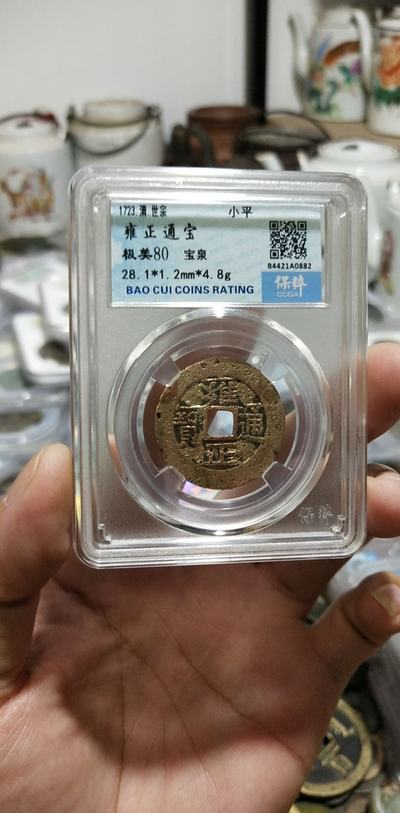 1723.清.世宗 小平
雍正通宝
极美80 宝泉
B4421A0882
28.1*1.2mm*4.8g
保粹
BAO CUI COINS RATING
CCGA
雍
寳 通
正
保粹